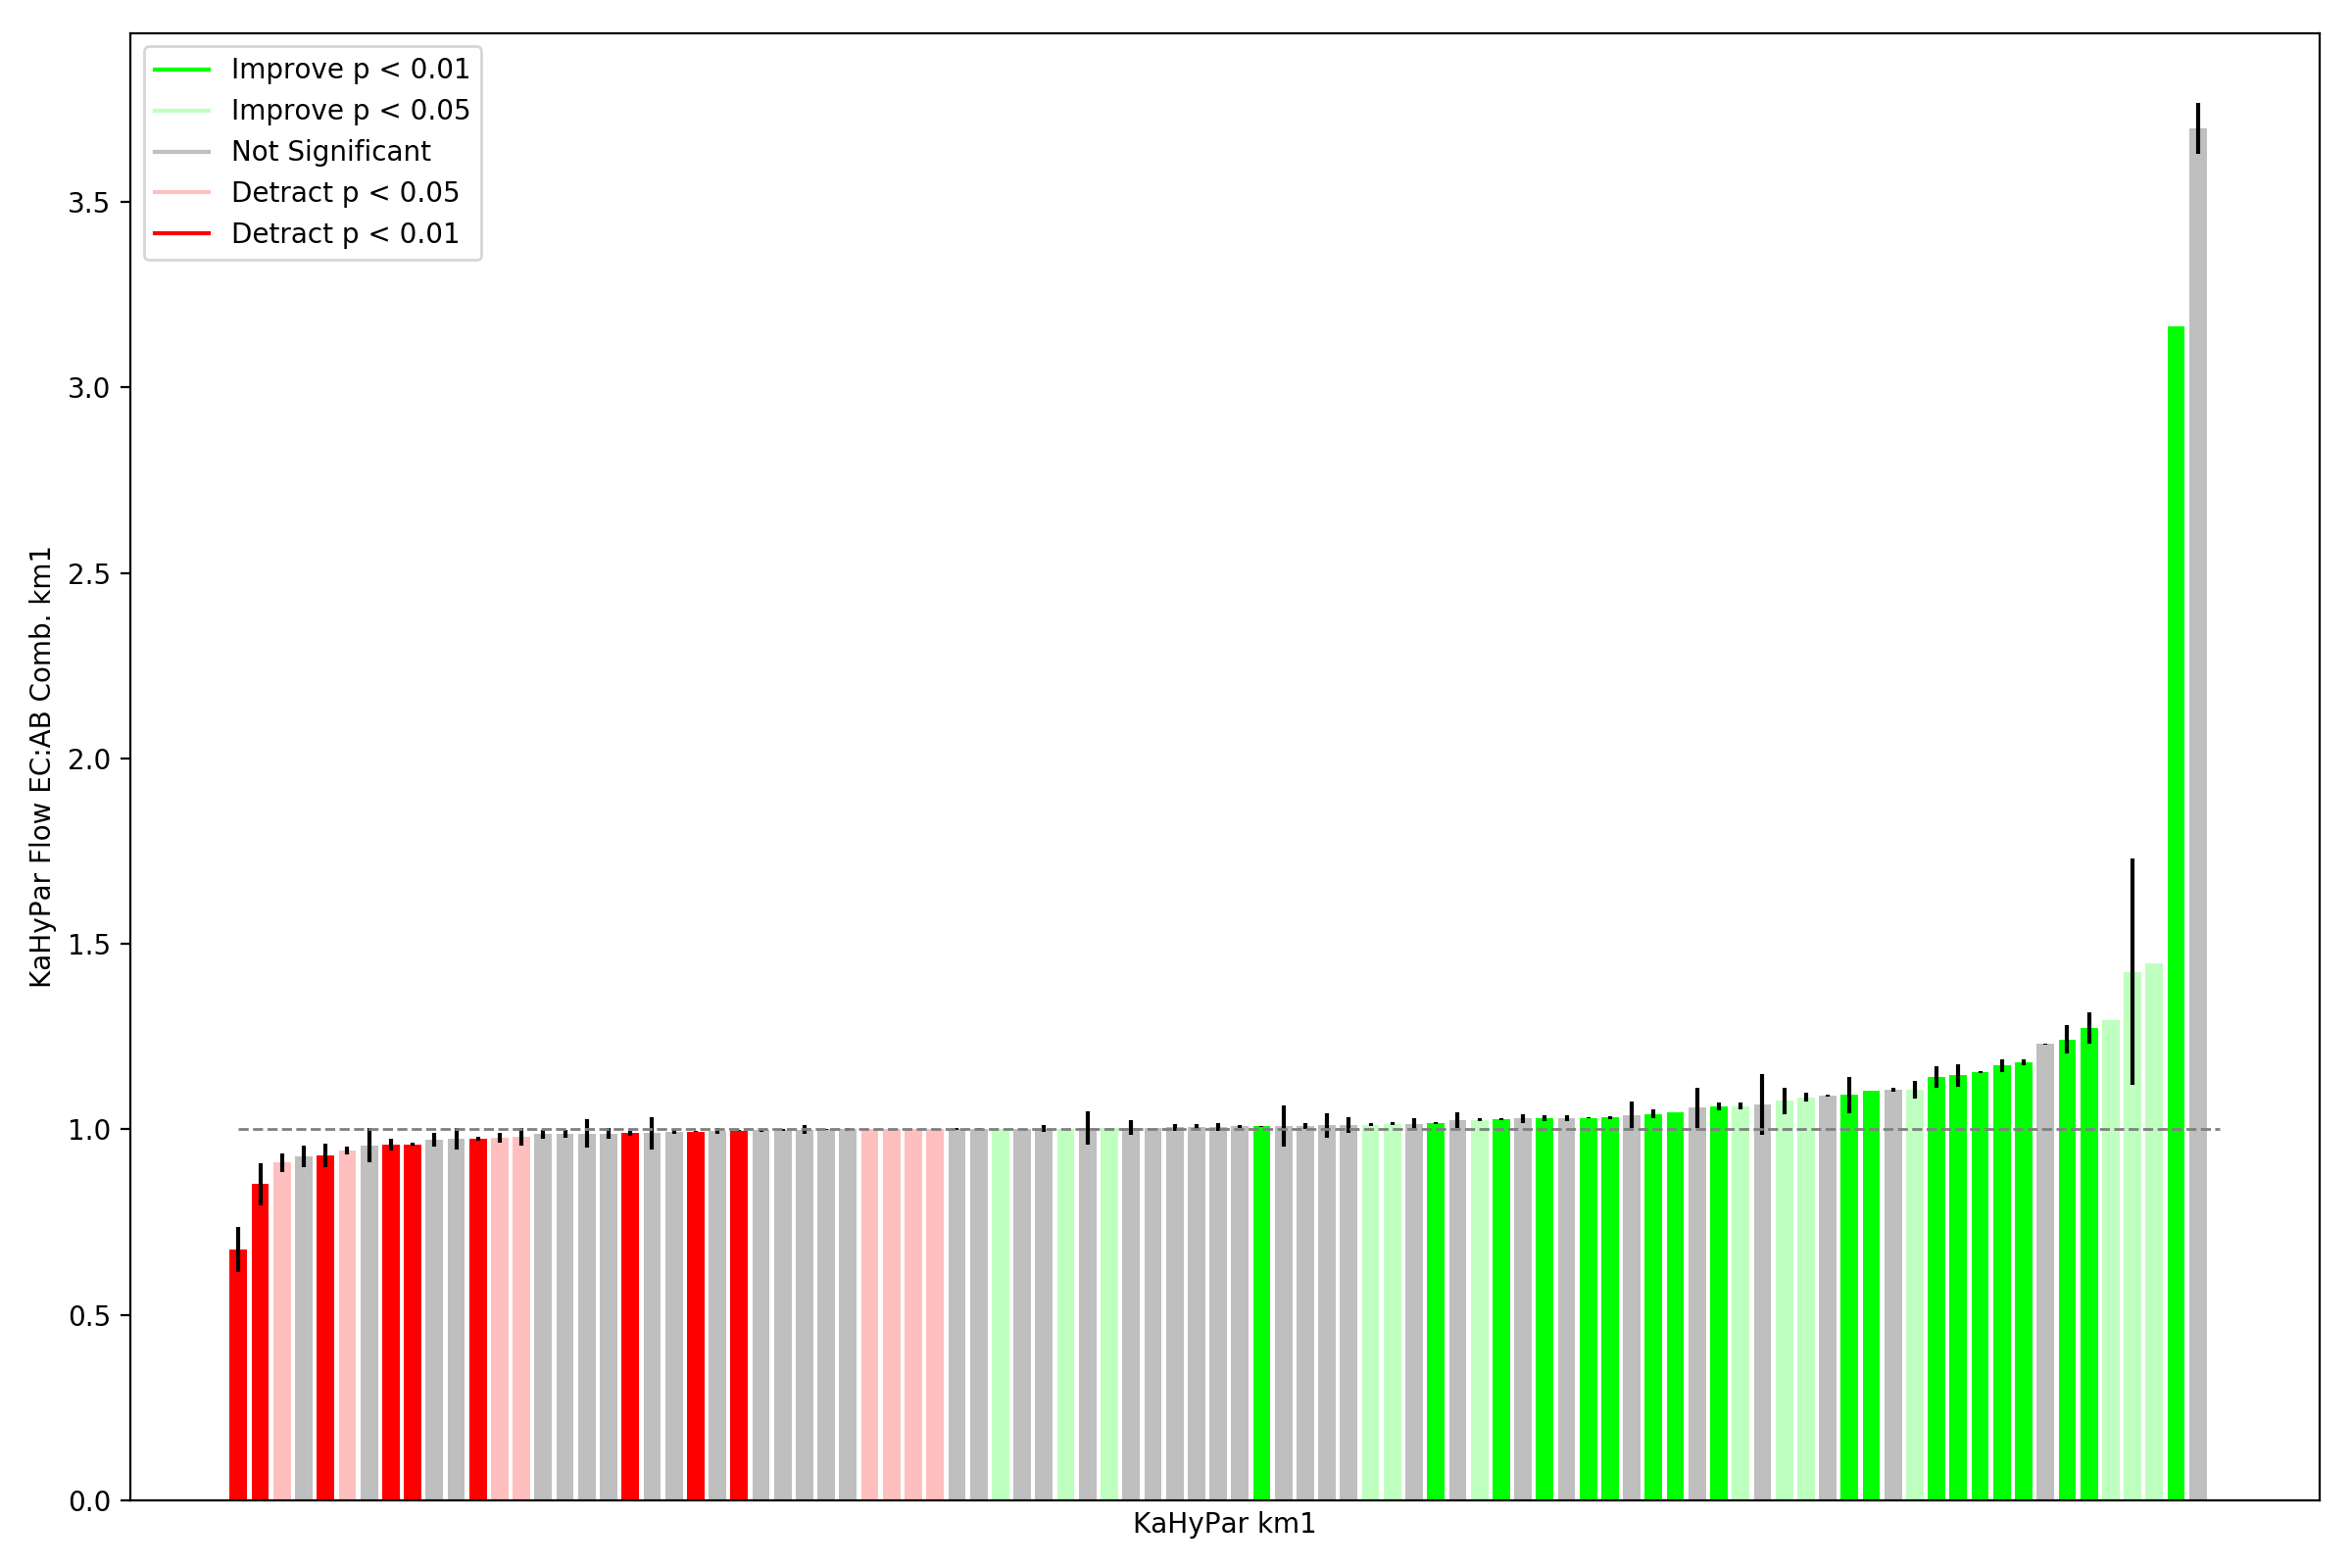 Improve p < 0.01
Improve p < 0.05
Not Significant
Detract p < 0.05
Detract p < 0.01
3.5
3.0
2.5
2.0
1.5
1.0
0.5
0.0
KaHyPar Flow EC:AB Comb. km1
KaHyPar km1